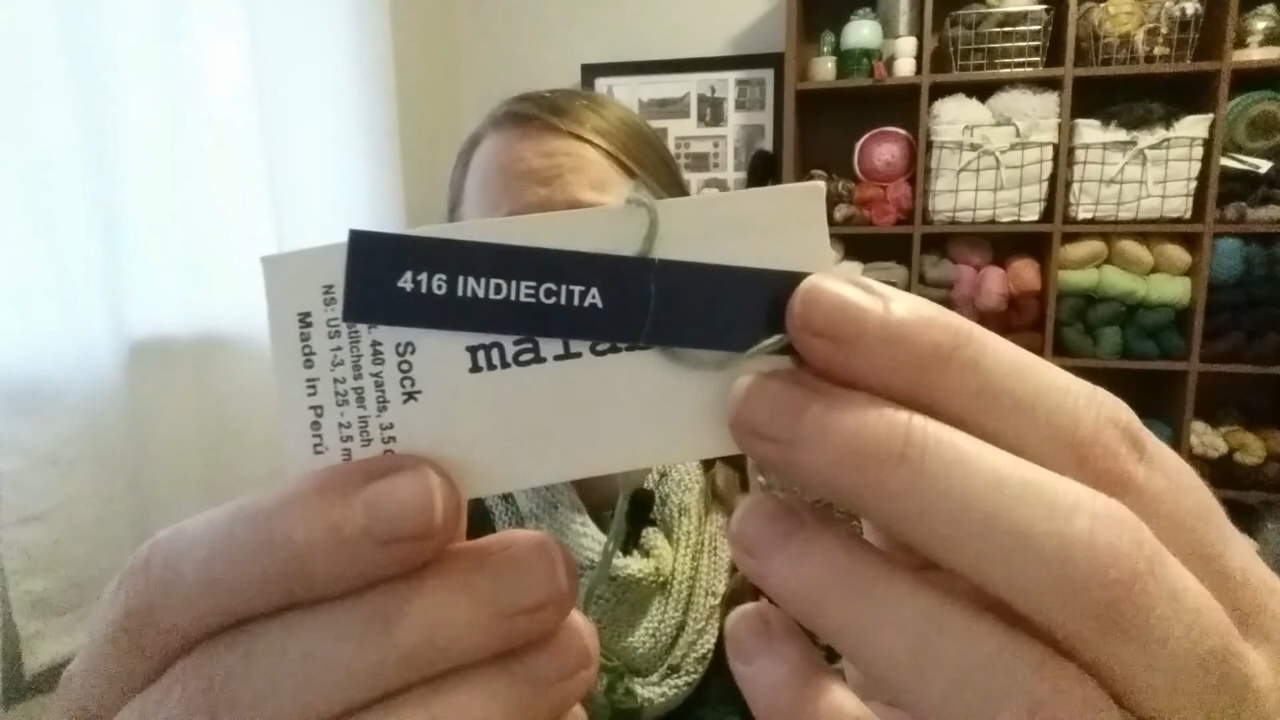 416 INDIECITA
Sock
440 yards, 3.5
stitches per inch
NS: US 1-3, 2.25 - 2.5 m
Made in Perú